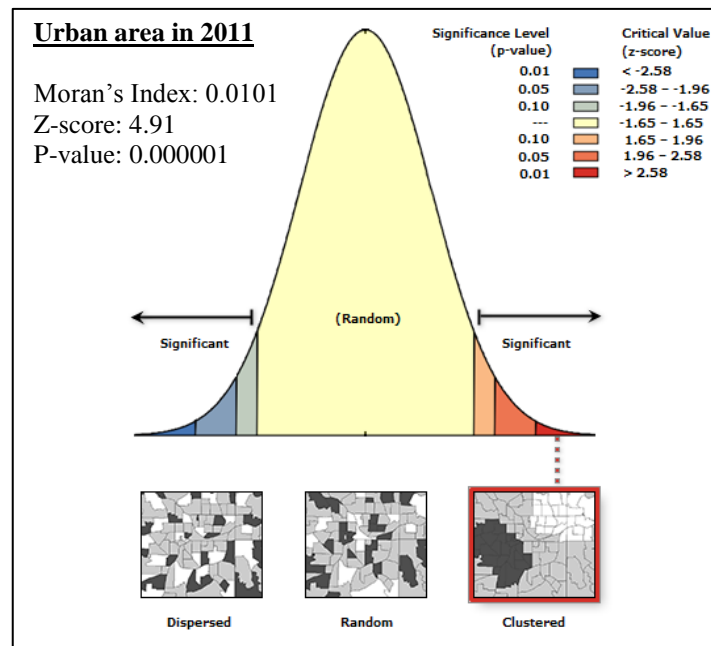 Urban area in 2011
Moran's Index: 0.0101
Z-score: 4.91
P-value: 0.000001
Significance Level
(p-value)
Critical Value
(z-score)
0.01 < -2.58
0.05 -2.58 – -1.96
0.10 -1.96 – -1.65
--- -1.65 – 1.65
0.10 1.65 – 1.96
0.05 1.96 – 2.58
0.01 > 2.58
(Random)
Significant
Significant
Dispersed
Random
Clustered